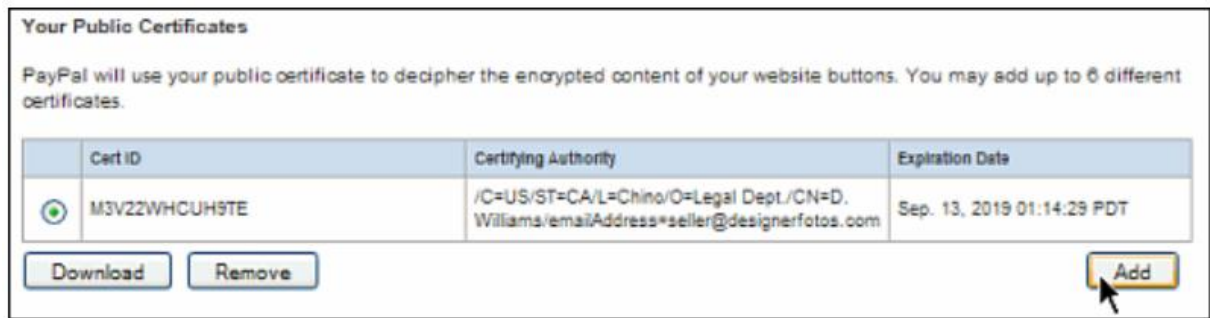 Your Public Certificates
PayPal will use your public certificate to decipher the encrypted content of your website buttons. You may add up to 6 different
certificates.
Cert ID Certifying Authority Expiration Date
M3V22WHCUH9TE /C=US/ST=CA/L=Chino/O=Legal Dept./CN=D. Sep. 13, 2019 01:14:29 PDT
Williams/emailAddress=seller@designerfotos.com
Download Remove Add